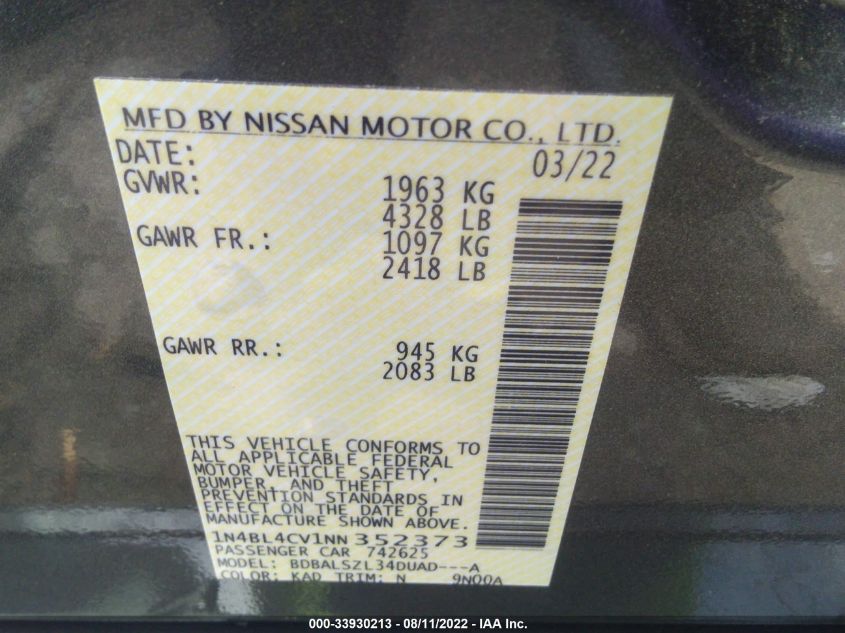 MFD BY NISSAN MOTOR CO., LTD.
DATE: 03/22
GVWR: 1963 KG
4328 LB
GAWR FR.: 1097 KG
2418 LB
GAWR RR.: 945 KG
2083 LB
THIS VEHICLE CONFORMS TO
ALL APPLICABLE FEDERAL
MOTOR VEHICLE SAFETY,
BUMPER, AND THEFT
PREVENTION STANDARDS IN
EFFECT ON THE DATE OF
MANUFACTURE SHOWN ABOVE.
1N4BL4CV1NN352373
PASSENGER CAR 742625
MODEL: BDBALSZL34DUAD---A
COLOR: KAD TRIM: N 9N00A
000-33930213 - 08/11/2022 - IAA Inc.